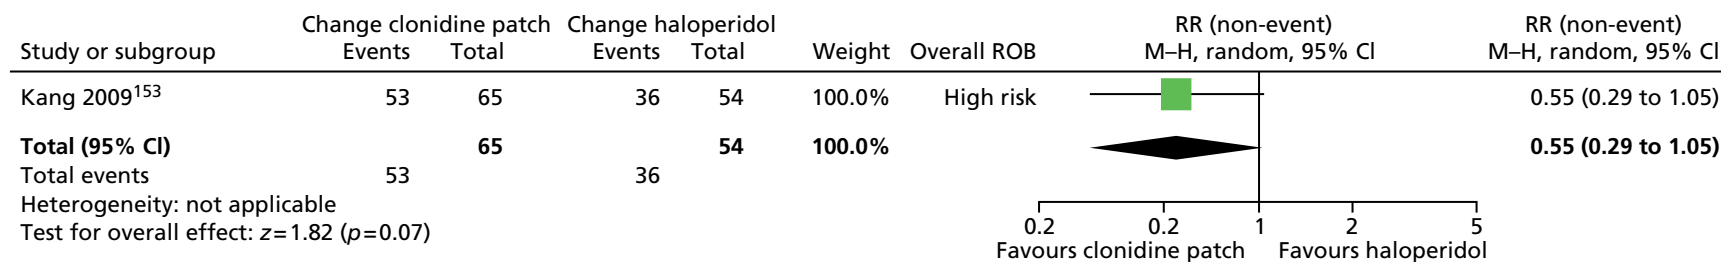 Change clonidine patch Change haloperidol RR (non-event) RR (non-event)
Study or subgroup Events Total Events Total Weight Overall ROB M–H, random, 95% CI M–H, random, 95% CI
Kang 2009153 53 65 36 54 100.0% High risk 0.55 (0.29 to 1.05)
Total (95% CI) 65 54 100.0% 0.55 (0.29 to 1.05)
Total events 53 36
Heterogeneity: not applicable
Test for overall effect: z=1.82 (p=0.07)
0.2 0.2 1 2 5
Favours clonidine patch Favours haloperidol